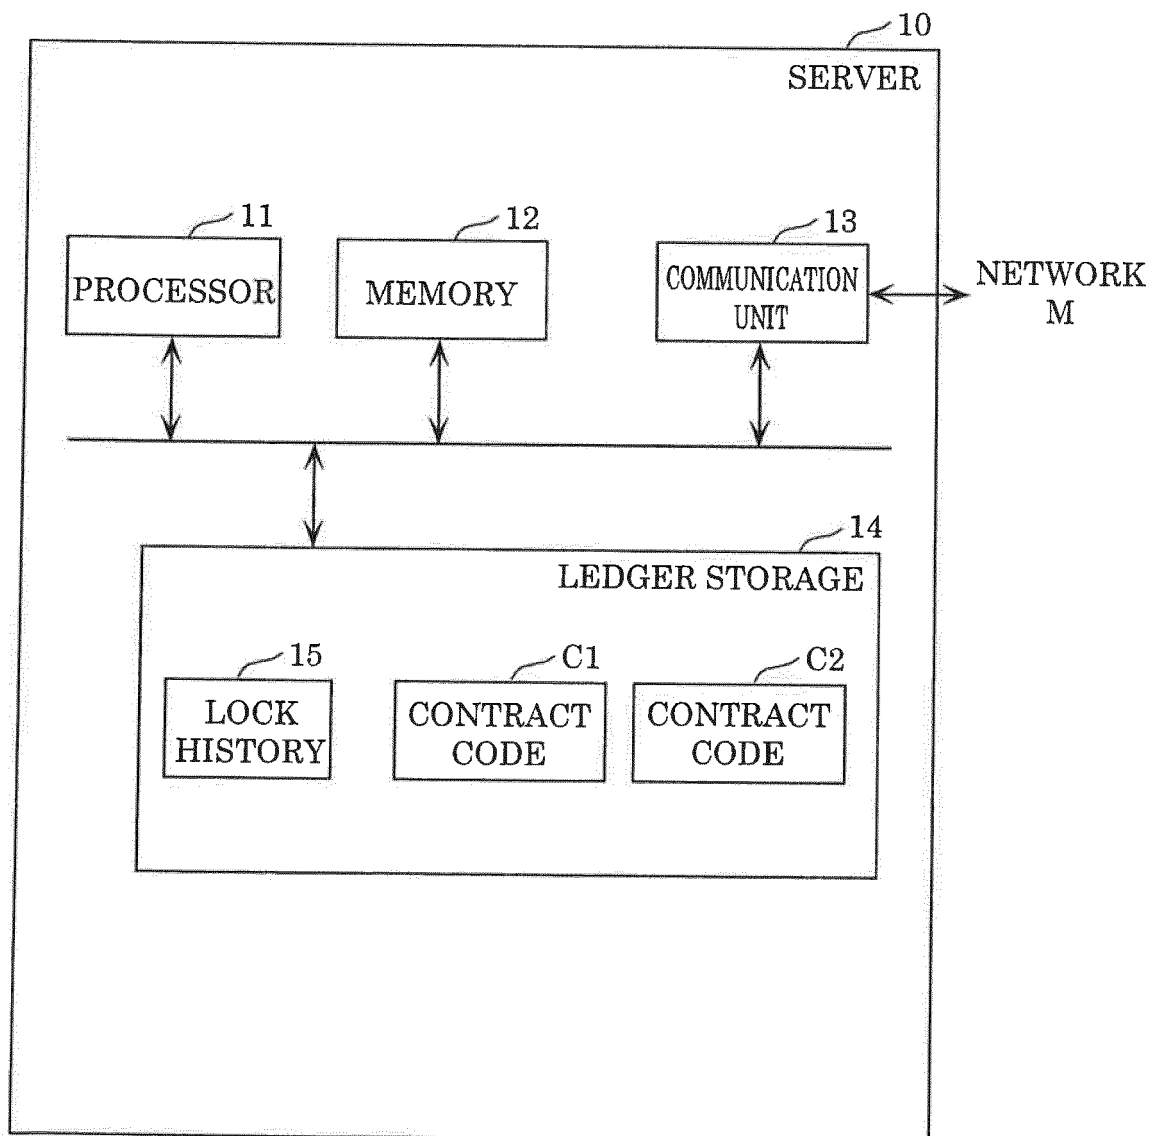 10
SERVER
11
12
13
PROCESSOR
MEMORY
COMMUNICATION
UNIT
NETWORK
M
14
LEDGER STORAGE
15
C1
C2
LOCK
HISTORY
CONTRACT
CODE
CONTRACT
CODE